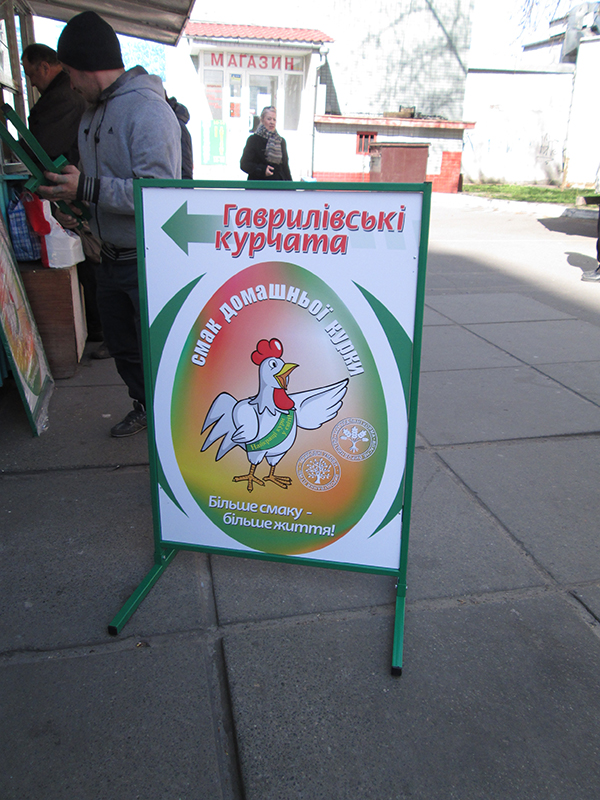 МАГАЗИН
Гаврилівські
курчата
смак домашньої курки
Більше смаку -
більше життя!